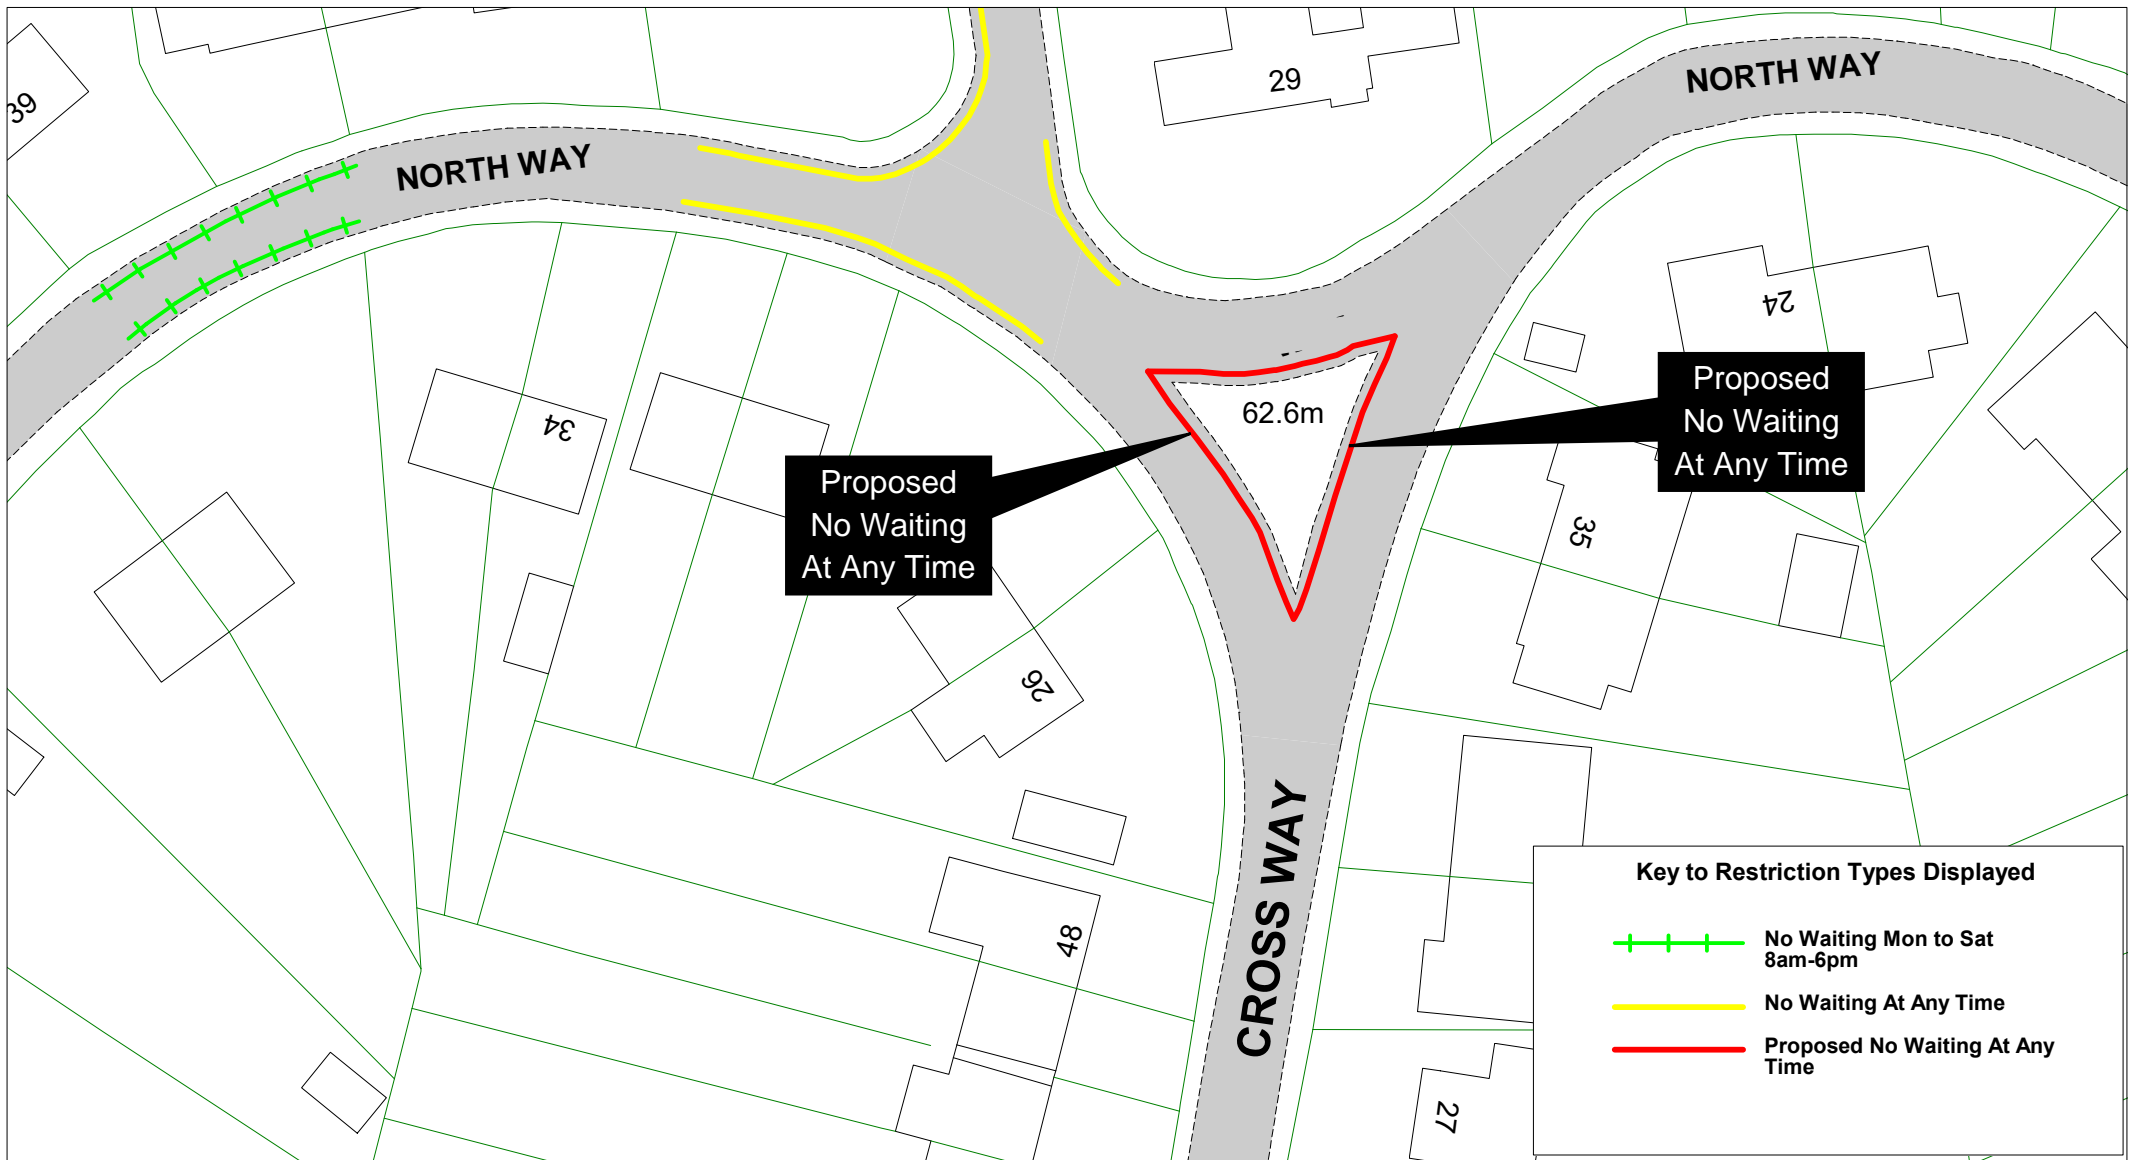 39
NORTH WAY
29
NORTH WAY
24
34
62.6m
Proposed
No Waiting
At Any Time
Proposed
No Waiting
At Any Time
35
26
48
CROSS WAY
27
Key to Restriction Types Displayed
No Waiting Mon to Sat
8am-6pm
No Waiting At Any Time
Proposed No Waiting At Any
Time